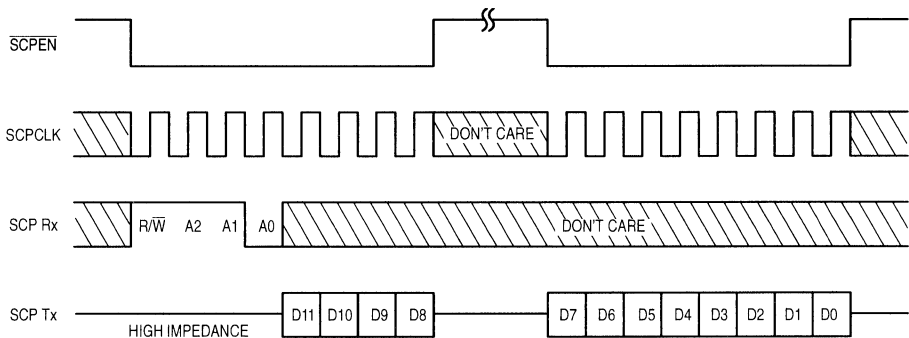 S̅C̅P̅E̅N̅
SCPCLK DON'T CARE
SCP Rx R/W̅ A2 A1 A0 DON'T CARE
SCP Tx HIGH IMPEDANCE D11 D10 D9 D8 D7 D6 D5 D4 D3 D2 D1 D0